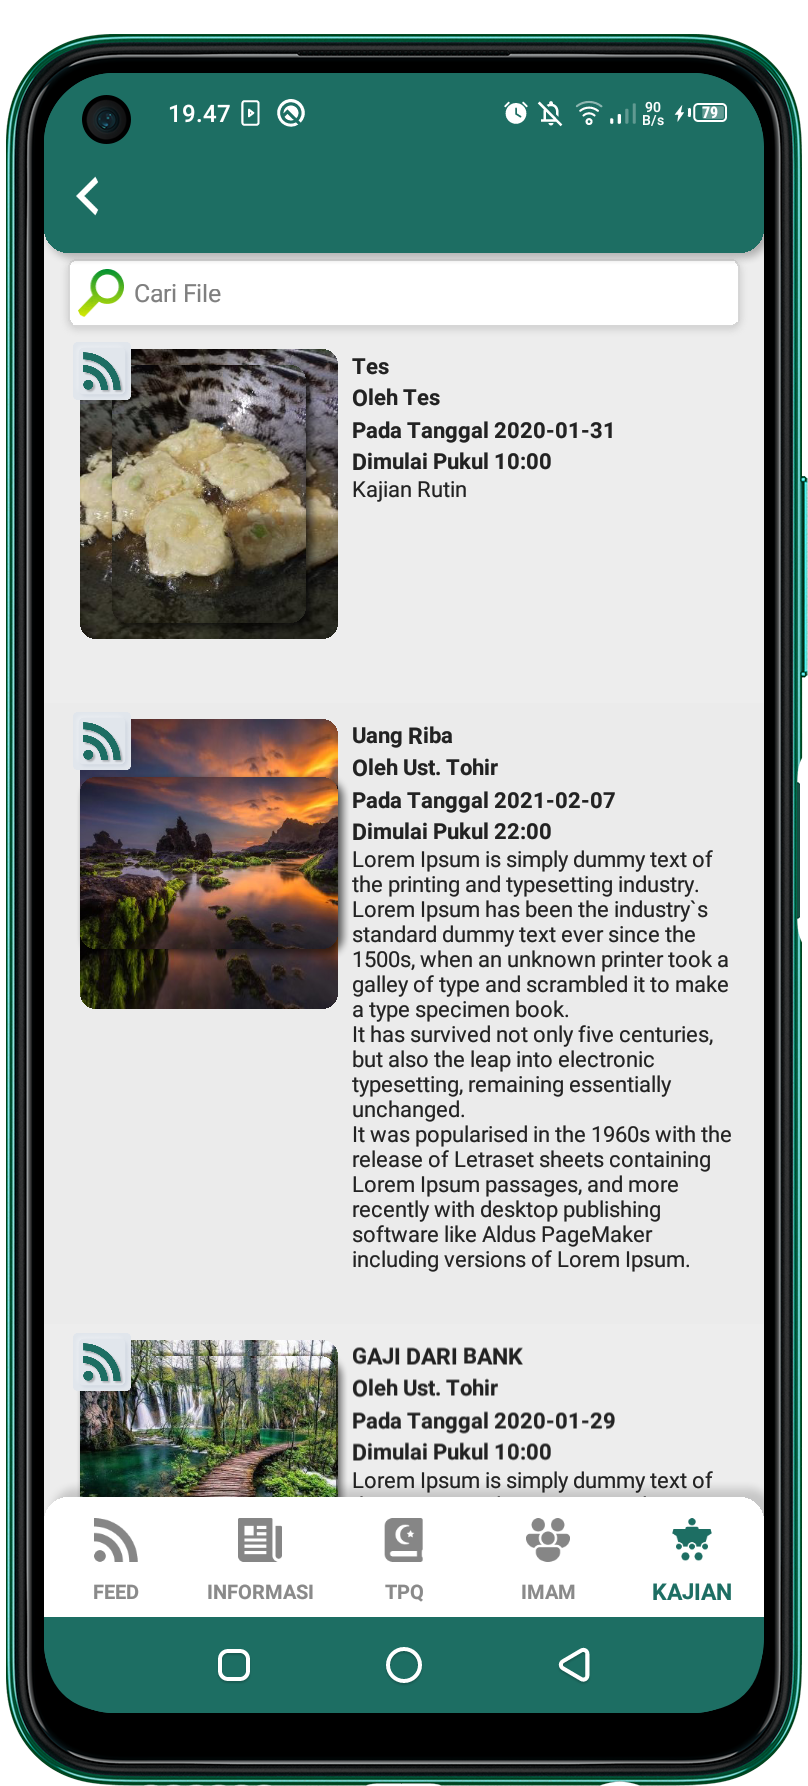 19.47
90
B/s
79
Cari File
Tes
Oleh Tes
Pada Tanggal 2020-01-31
Dimulai Pukul 10:00
Kajian Rutin
Uang Riba
Oleh Ust. Tohir
Pada Tanggal 2021-02-07
Dimulai Pukul 22:00
Lorem Ipsum is simply dummy text of
the printing and typesetting industry.
Lorem Ipsum has been the industry`s
standard dummy text ever since the
1500s, when an unknown printer took a
galley of type and scrambled it to make
a type specimen book.
It has survived not only five centuries,
but also the leap into electronic
typesetting, remaining essentially
unchanged.
It was popularised in the 1960s with the
release of Letraset sheets containing
Lorem Ipsum passages, and more
recently with desktop publishing
software like Aldus PageMaker
including versions of Lorem Ipsum.
GAJI DARI BANK
Oleh Ust. Tohir
Pada Tanggal 2020-01-29
Dimulai Pukul 10:00
Lorem Ipsum is simply dummy text of
FEED
INFORMASI
TPQ
IMAM
KAJIAN